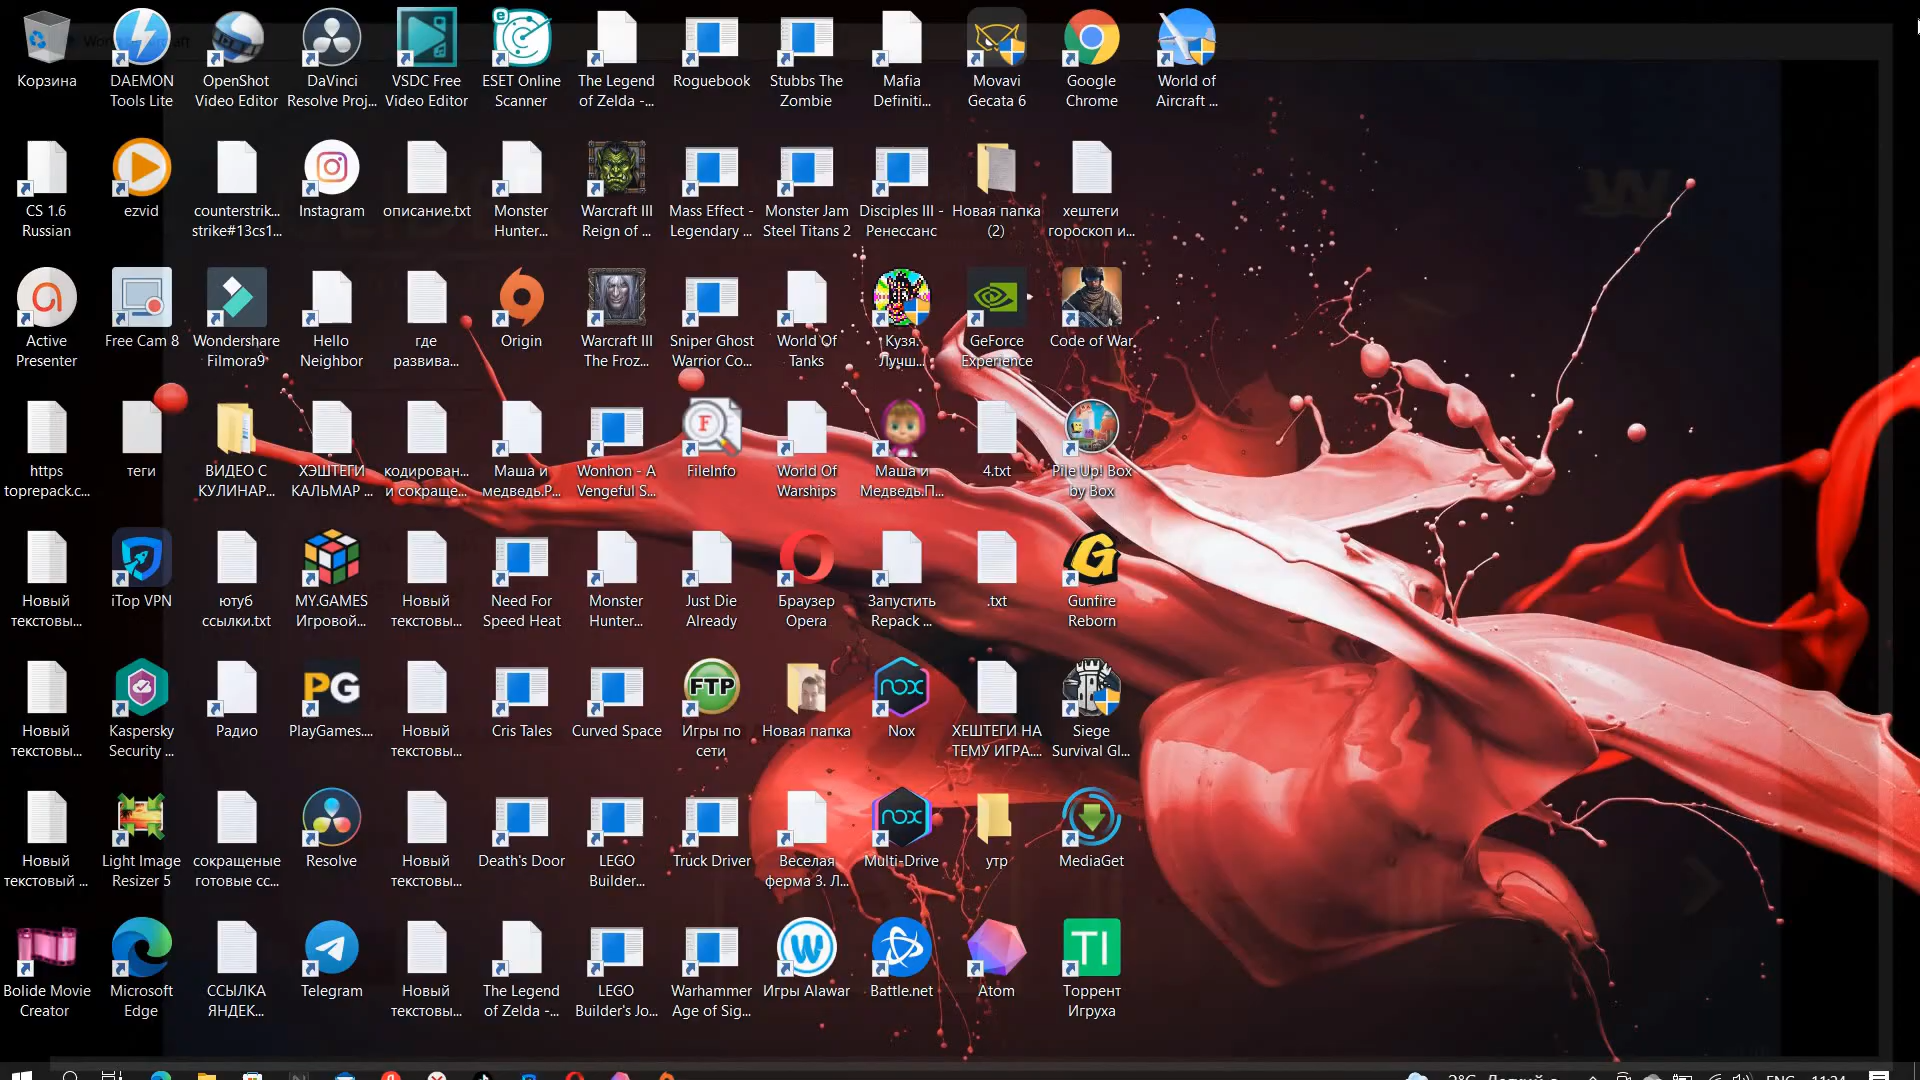 Корзина
DAEMON
Tools Lite
OpenShot
Video Editor
DaVinci
Resolve Proj...
VSDC Free
Video Editor
ESET Online
Scanner
The Legend
of Zelda -...
Roguebook
Stubbs The
Zombie
Mafia
Definiti...
Movavi
Gecata 6
Google
Chrome
World of
Aircraft ...
CS 1.6
Russian
ezvid
counterstrik...
strike#13cs1...
Instagram
описание.txt
Monster
Hunter...
Warcraft III
Reign of ...
Mass Effect -
Legendary ...
Monster Jam
Steel Titans 2
Disciples III -
Ренессанс
Новая папка
(2)
хештеги
гороскоп и...
Active
Presenter
Free Cam 8
Wondershare
Filmora9
Hello
Neighbor
где
развива...
Origin
Warcraft III
The Froz...
Sniper Ghost
Warrior Co...
World Of
Tanks
Кузя.
Лучш...
GeForce
Experience
Code of War
https
toprepack.c...
теги
ВИДЕО С
КУЛИНАР...
ХЭШТЕГИ
КАЛЬМАР ...
кодирован...
и сокраще...
Маша и
медведь.Р...
Wonhon - A
Vengeful S...
FileInfo
World Of
Warships
Маша и
Медведь.П...
4.txt
Pile Up! Box
by Box
Новый
текстовы...
iTop VPN
ютуб
ссылки.txt
MY.GAMES
Игровой...
Новый
текстовы...
Need For
Speed Heat
Monster
Hunter...
Just Die
Already
Браузер
Opera
Запустить
Repack ...
.txt
Gunfire
Reborn
Новый
текстовы...
Kaspersky
Security ...
Радио
PG
PlayGames....
Новый
текстовы...
Cris Tales
Curved Space
FTP
Игры по
сети
Новая папка
nox
Nox
ХЕШТЕГИ НА
ТЕМУ ИГРА....
Siege
Survival Gl...
Новый
текстовый ...
Light Image
Resizer 5
сокращеные
готовые сс...
Resolve
Новый
текстовы...
Death's Door
LEGO
Builder...
Truck Driver
Веселая
ферма 3. Л...
nox
Multi-Drive
утр
MediaGet
Bolide Movie
Creator
Microsoft
Edge
ССЫЛКА
ЯНДЕК...
Telegram
Новый
текстовы...
The Legend
of Zelda -...
LEGO
Builder's Jo...
Warhammer
Age of Sig...
W
Игры Alawar
Battle.net
Atom
TI
Торрент
Игруха